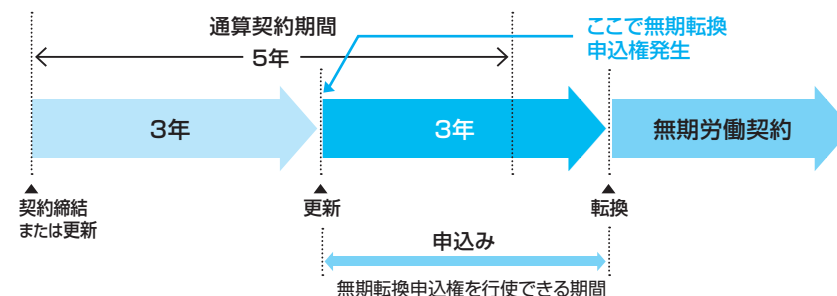 通算契約期間
5年
ここで無期転換
申込権発生
3年
3年
無期労働契約
▲
契約締結
または更新
▲
更新
▲
転換
申込み
無期転換申込権を行使できる期間